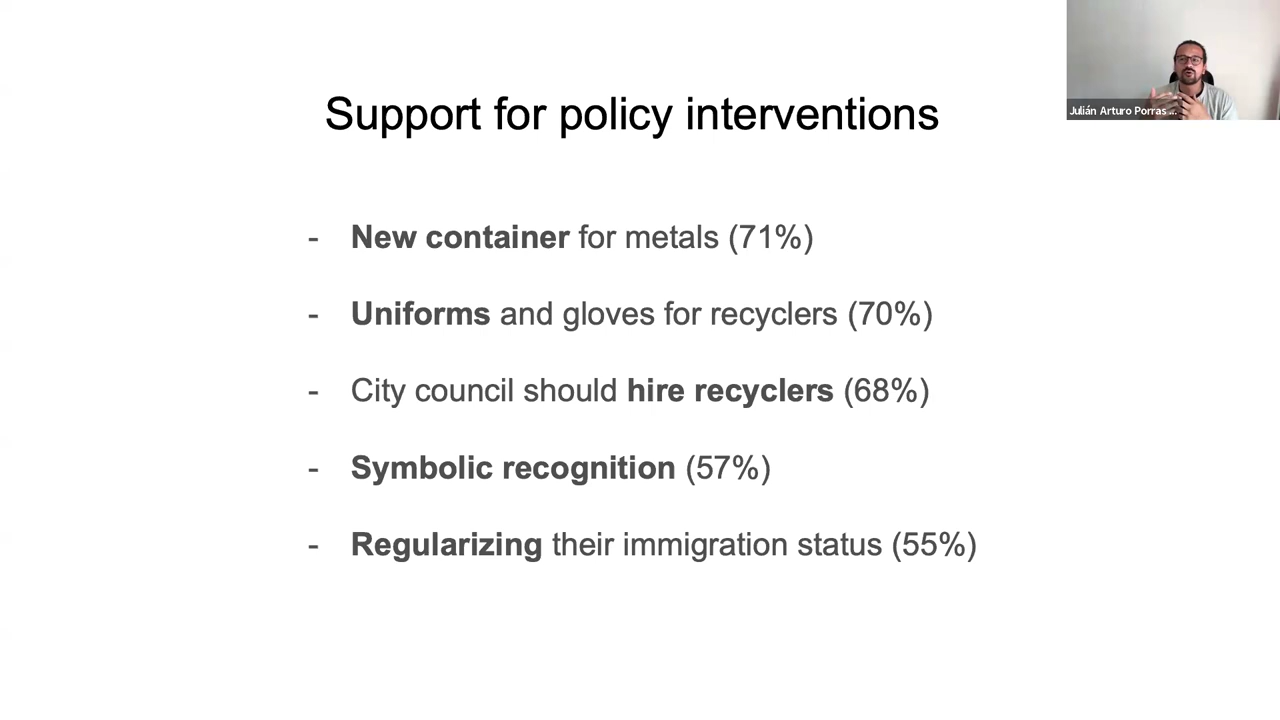 Support for policy interventions
Julián Arturo Porras ...
- New container for metals (71%)
- Uniforms and gloves for recyclers (70%)
- City council should hire recyclers (68%)
- Symbolic recognition (57%)
- Regularizing their immigration status (55%)